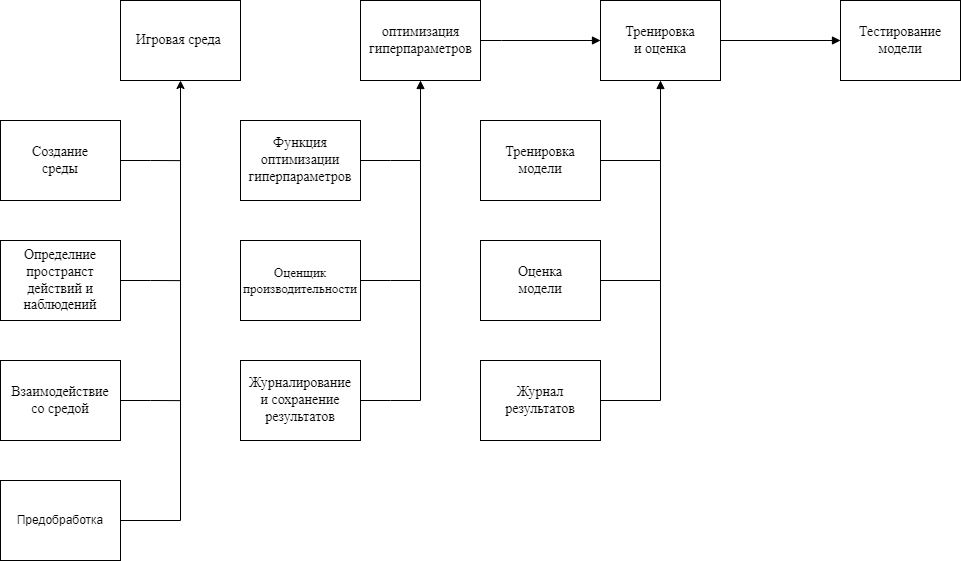 Игровая среда
оптимизация
гиперпараметров
Тренировка
и оценка
Тестирование
модели
Создание
среды
Функция
оптимизации
гиперпараметров
Тренировка
модели
Определние
пространст
действий и
наблюдений
Оценщик
производительности
Оценка
модели
Взаимодействие
со средой
Журналирование
и сохранение
результатов
Журнал
результатов
Предобработка